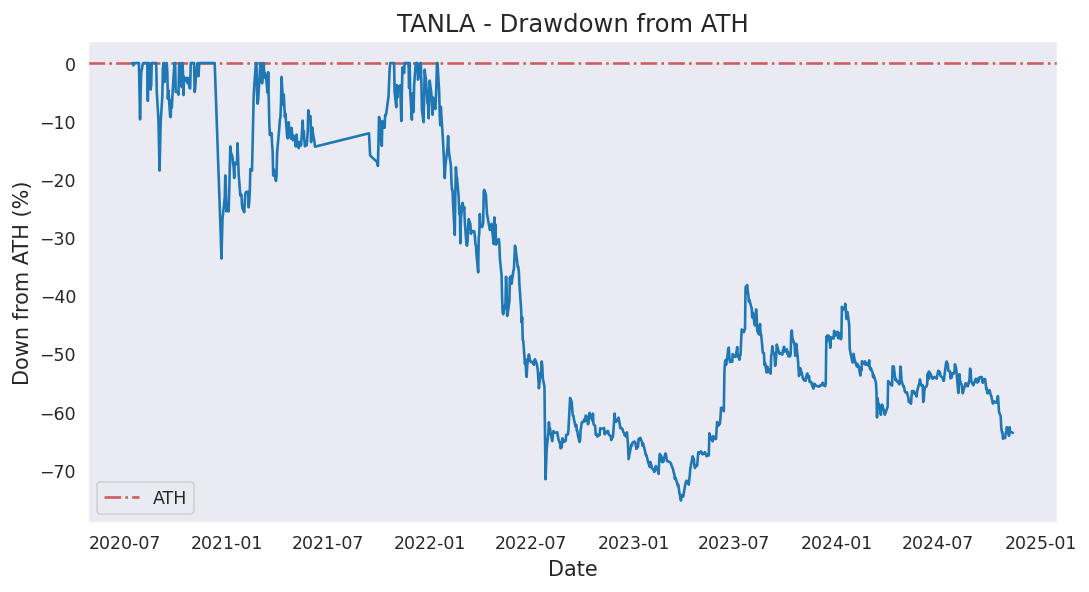 TANLA - Drawdown from ATH
Down from ATH (%)
0
−10
−20
−30
−40
−50
−60
−70
ATH
2020-07 2021-01 2021-07 2022-01 2022-07 2023-01 2023-07 2024-01 2024-07 2025-01
Date